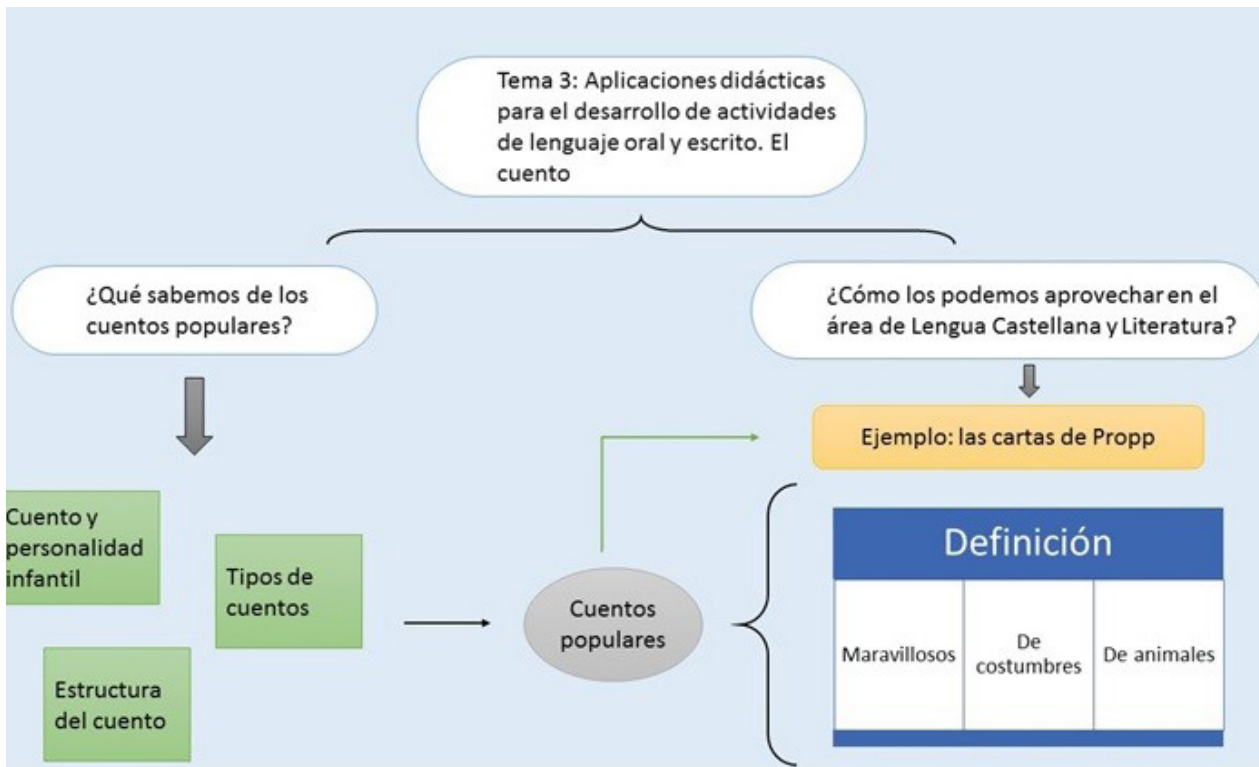 Tema 3: Aplicaciones didácticas
para el desarrollo de actividades
de lenguaje oral y escrito. El
cuento
¿Qué sabemos de los
cuentos populares?
¿Cómo los podemos aprovechar en el
área de Lengua Castellana y Literatura?
Ejemplo: las cartas de Propp
Cuento y
personalidad
infantil
Tipos de
cuentos
Estructura
del cuento
Cuentos
populares
Definición
Maravillosos
De
costumbres
De animales